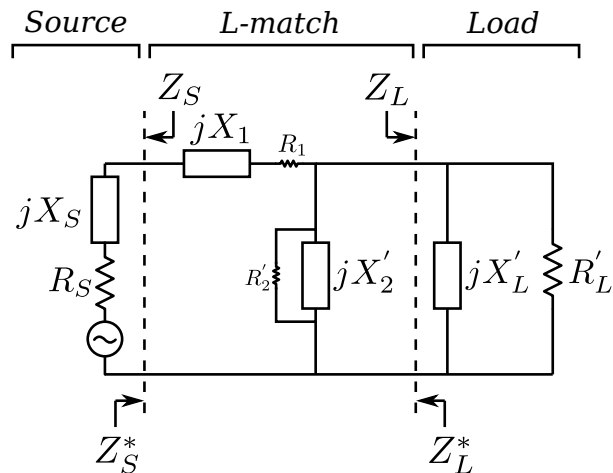 Source L-match Load
Z_S Z_L
jX_1 R_1
jX_S
R_S
R'_2 jX'_2 jX'_L R'_L
Z*_S Z*_L